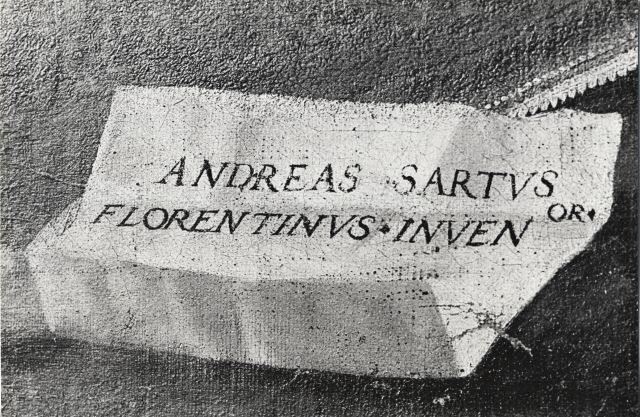 ANDREAS SARTVS
FLORENTINVS · INVEN OR ·